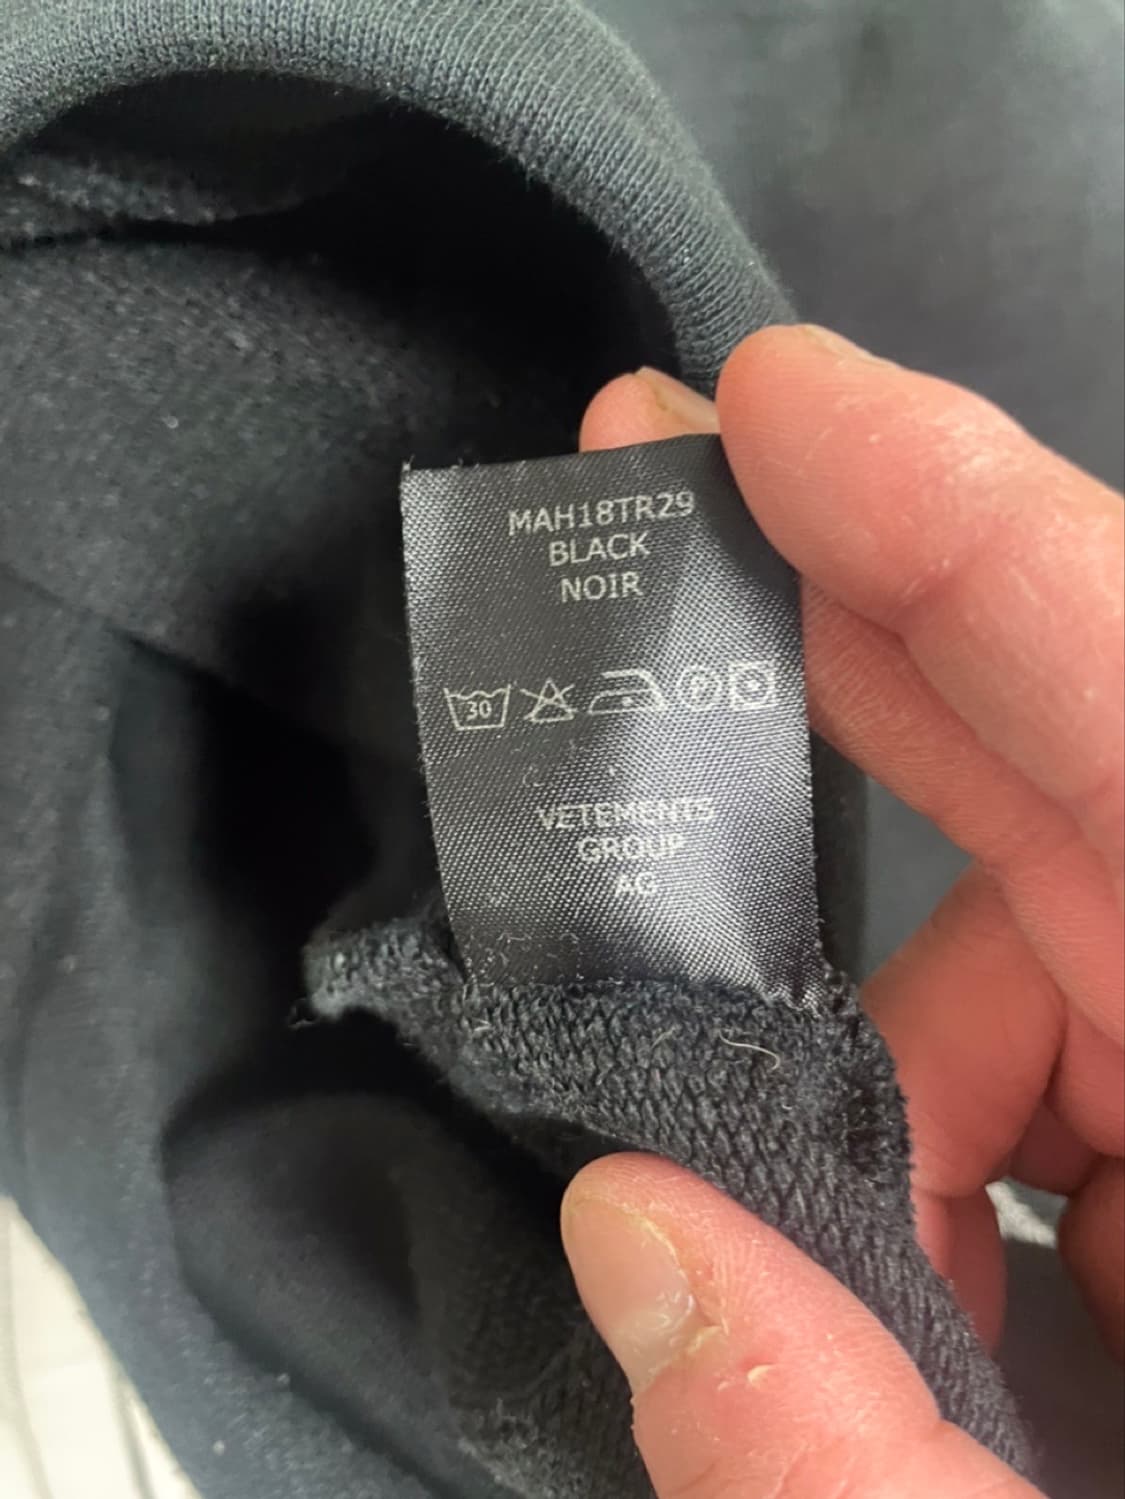 MAH18TR29
BLACK
NOIR
30 P
VETEMENTS
GROUP
AG